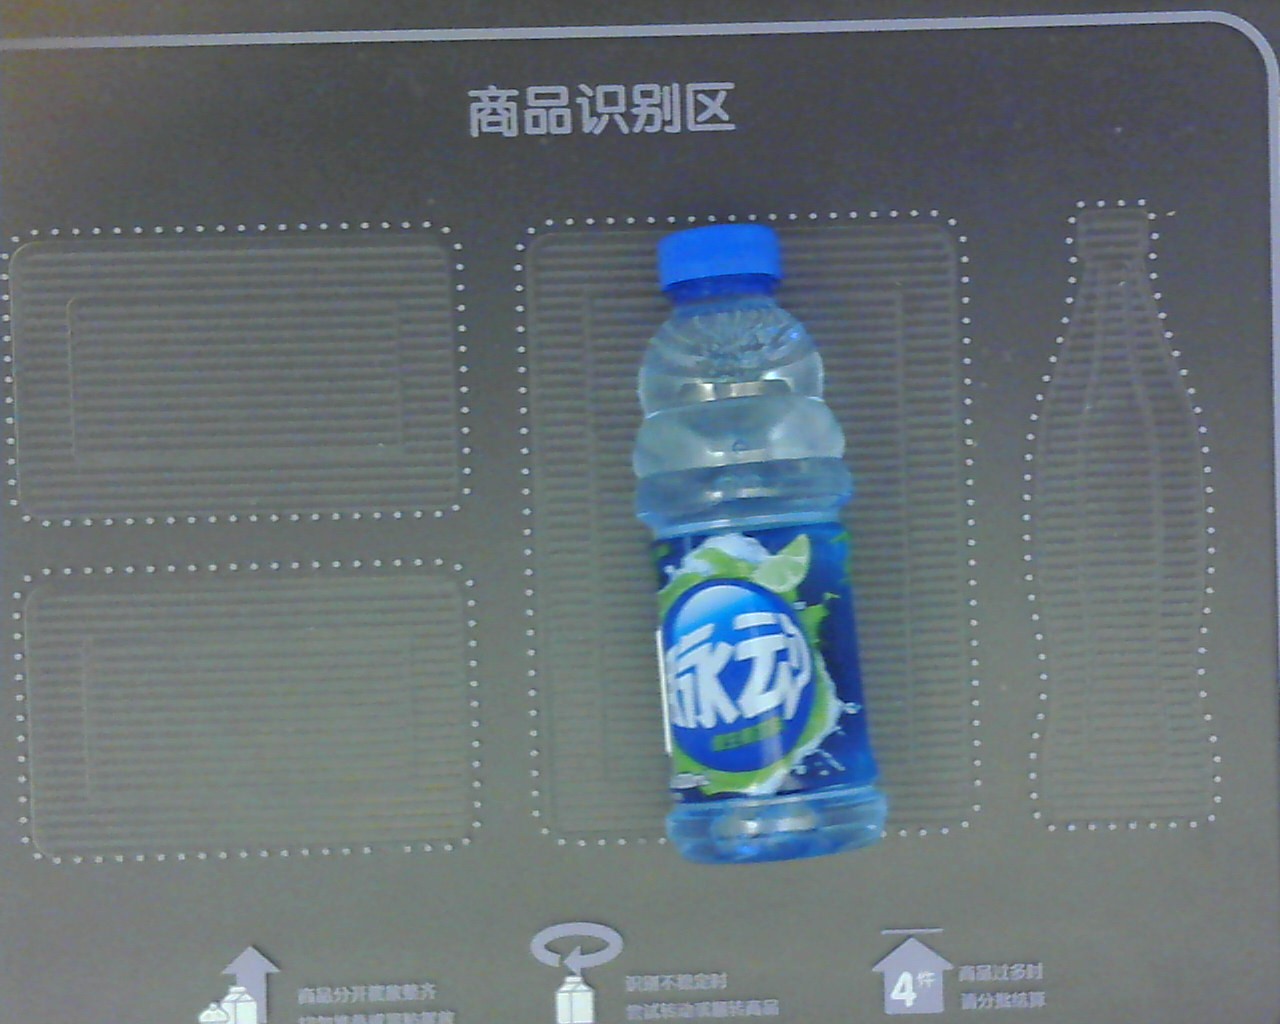 商品识别区
脉动
商品分开摆放整齐
识别不稳定时
尝试转动或翻转商品
4件
商品过多时
请分批结算